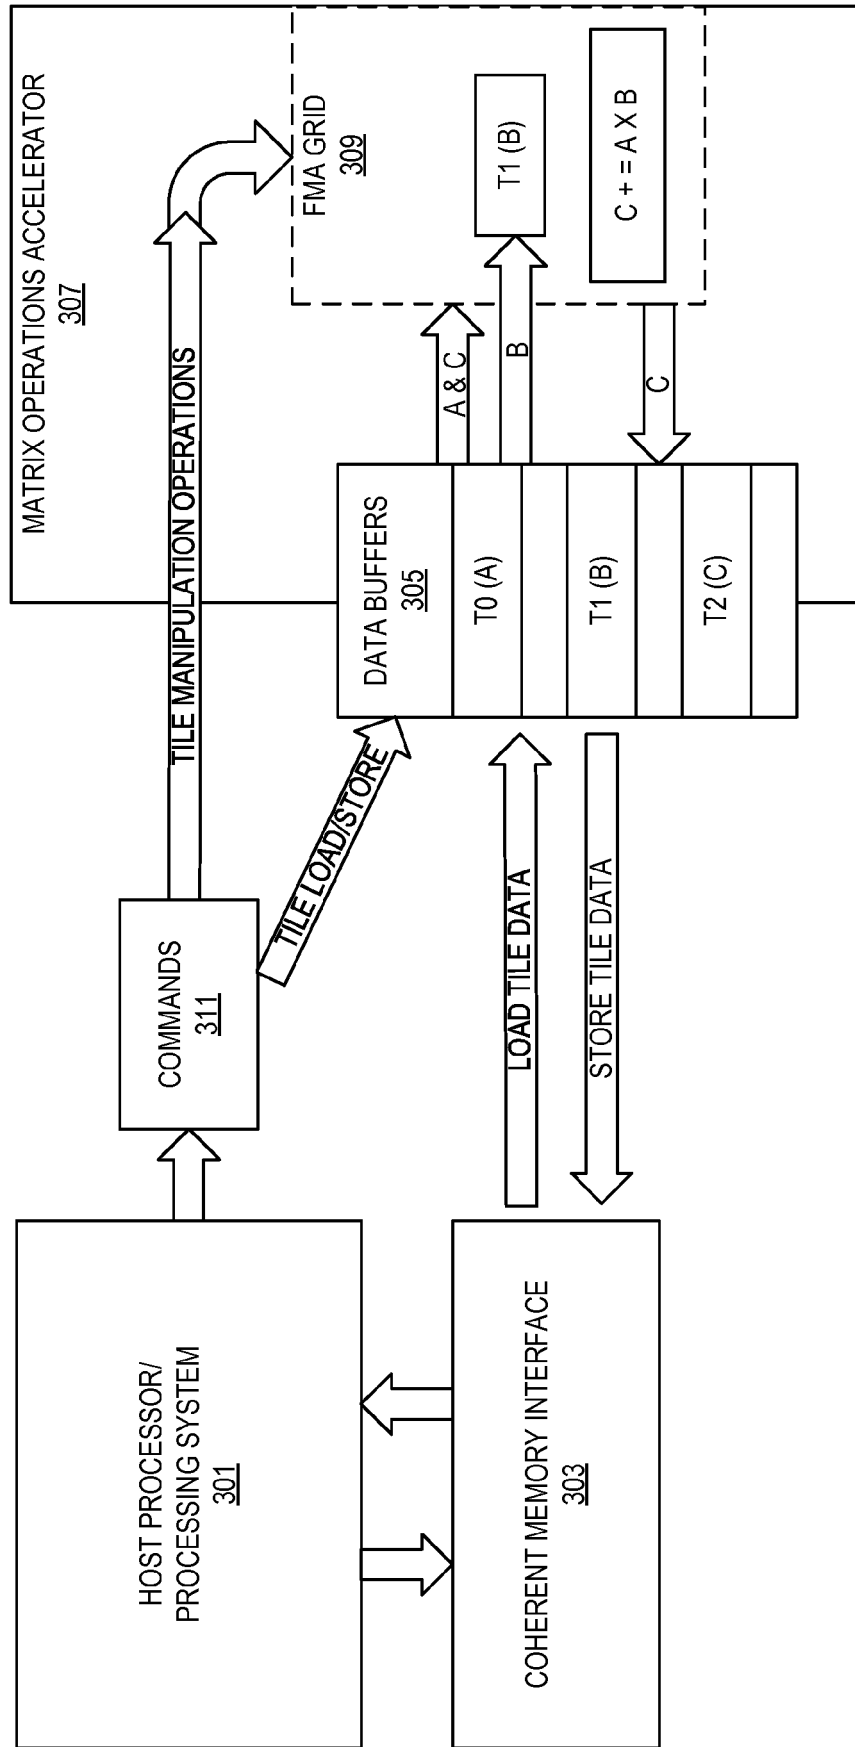 HOST PROCESSOR/
PROCESSING SYSTEM
301
COHERENT MEMORY INTERFACE
303
COMMANDS
311
TILE MANIPULATION OPERATIONS
TILE LOAD/STORE
LOAD TILE DATA
STORE TILE DATA
MATRIX OPERATIONS ACCELERATOR
307
DATA BUFFERS
305
T0 (A)
T1 (B)
T2 (C)
A & C
B
C
FMA GRID
309
T1 (B)
C + = A X B